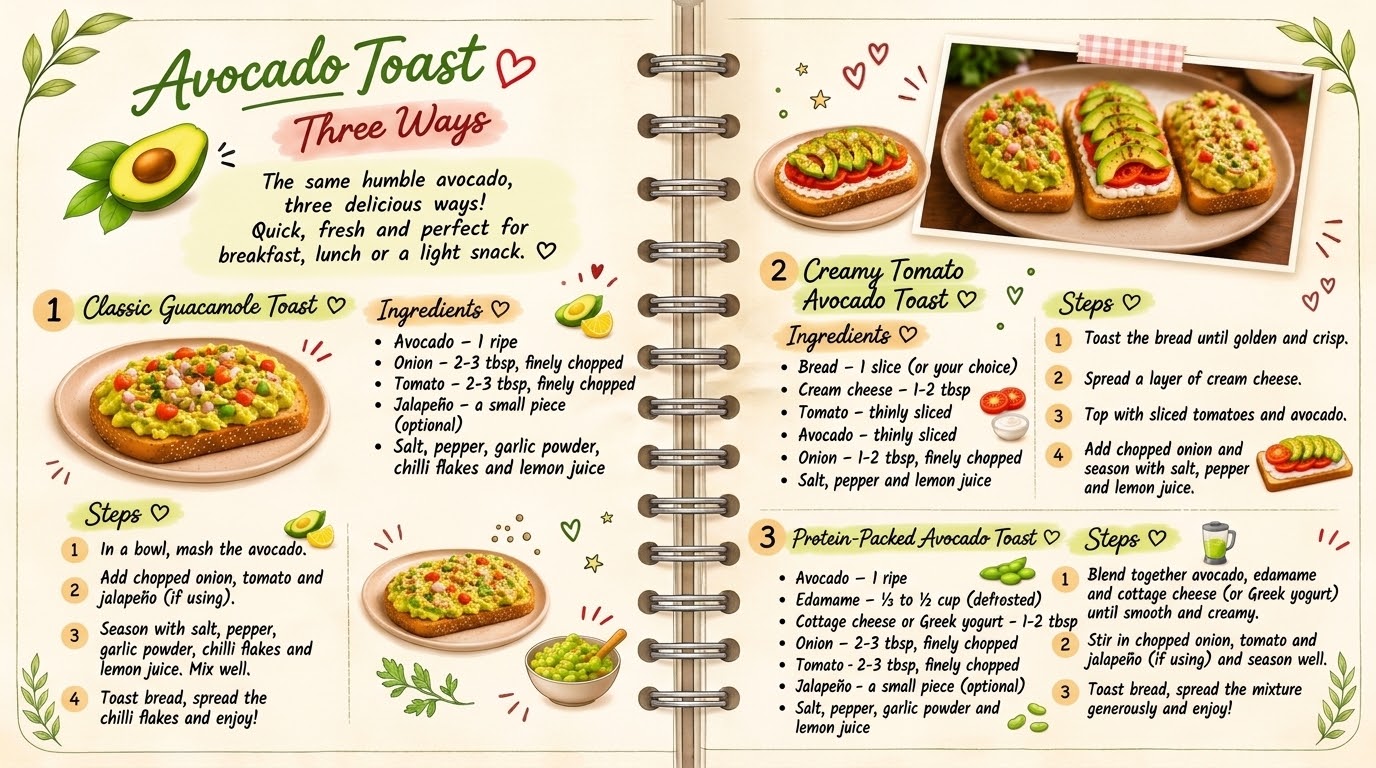 Avocado Toast
Three Ways
The same humble avocado,
three delicious ways!
Quick, fresh and perfect for
breakfast, lunch or a light snack.
1 Classic Guacamole Toast
Ingredients
• Avocado – 1 ripe
• Onion – 2-3 tbsp, finely chopped
• Tomato – 2-3 tbsp, finely chopped
• Jalapeño – a small piece
(optional)
• Salt, pepper, garlic powder,
chilli flakes and lemon juice
Steps
1 In a bowl, mash the avocado.
2 Add chopped onion, tomato and
jalapeño (if using).
3 Season with salt, pepper,
garlic powder, chilli flakes and
lemon juice. Mix well.
4 Toast bread, spread the
chilli flakes and enjoy!
2 Creamy Tomato
Avocado Toast
Ingredients
• Bread – 1 slice (or your choice)
• Cream cheese – 1-2 tbsp
• Tomato – thinly sliced
• Avocado – thinly sliced
• Onion – 1-2 tbsp, finely chopped
• Salt, pepper and lemon juice
Steps
1 Toast the bread until golden and crisp.
2 Spread a layer of cream cheese.
3 Top with sliced tomatoes and avocado.
4 Add chopped onion and
season with salt, pepper
and lemon juice.
3 Protein-Packed Avocado Toast
• Avocado – 1 ripe
• Edamame – ⅓ to ½ cup (defrosted)
• Cottage cheese or Greek yogurt – 1-2 tbsp
• Onion – 2-3 tbsp, finely chopped
• Tomato - 2-3 tbsp, finely chopped
• Jalapeño - a small piece (optional)
• Salt, pepper, garlic powder and
lemon juice
Steps
1 Blend together avocado, edamame
and cottage cheese (or Greek yogurt)
until smooth and creamy.
2 Stir in chopped onion, tomato and
jalapeño (if using) and season well.
3 Toast bread, spread the mixture
generously and enjoy!